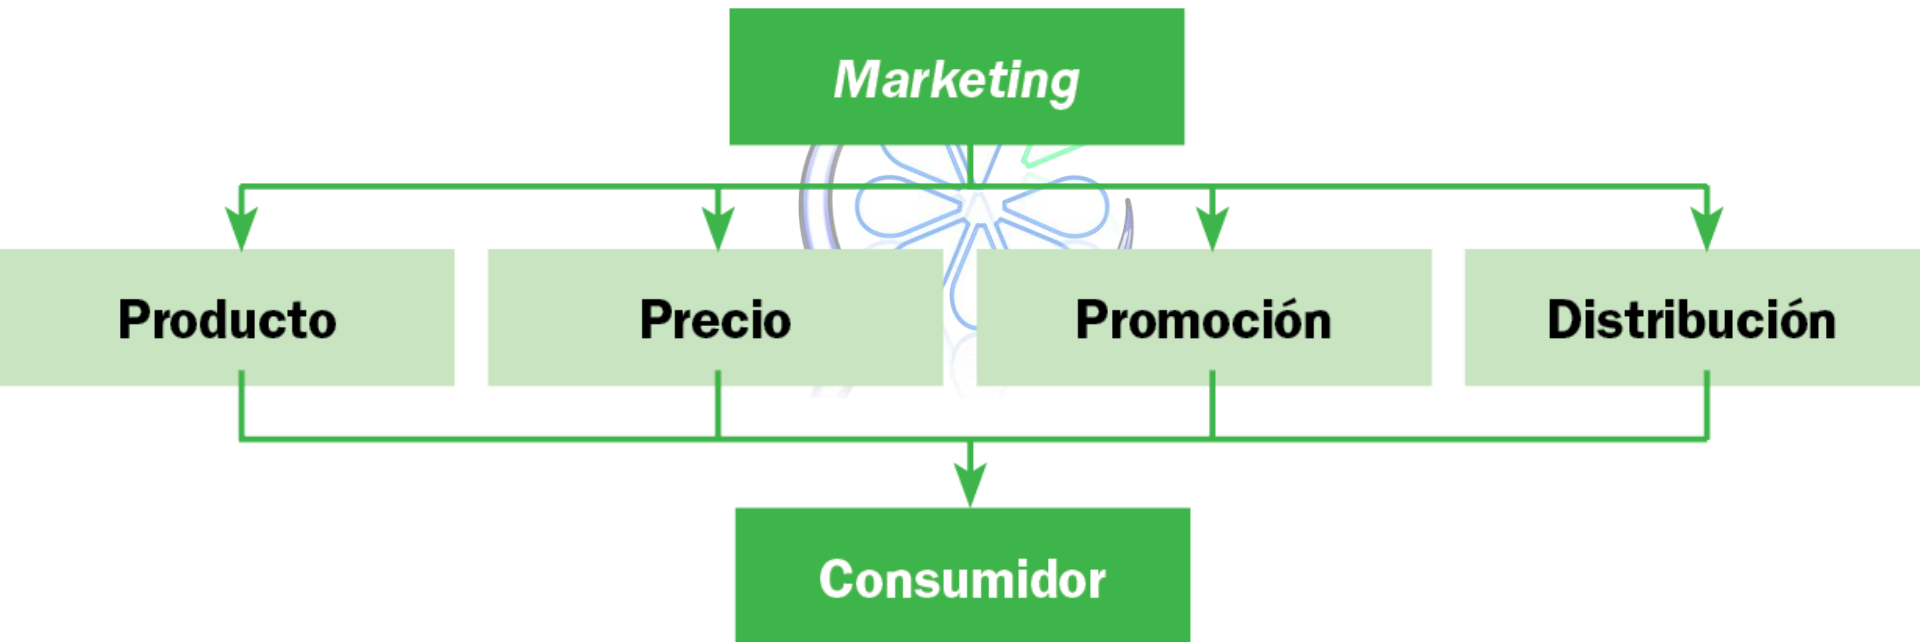 Marketing
Producto
Precio
Promoción
Distribución
Consumidor